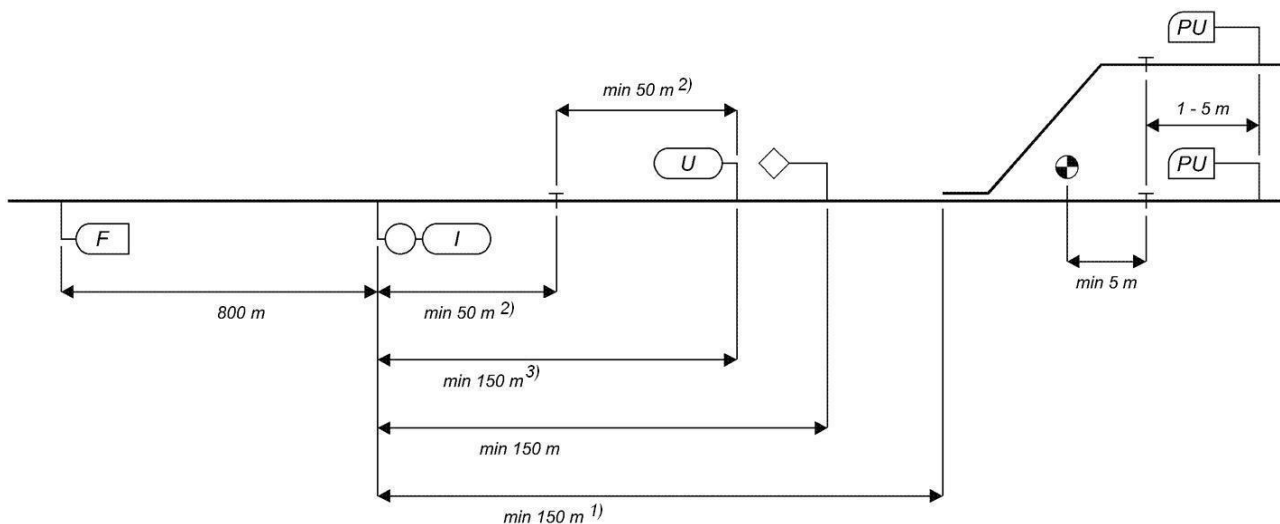 PU
min 50 m 2)
1 - 5 m
U
PU
F
I
min 5 m
800 m
min 50 m 2)
min 150 m 3)
min 150 m
min 150 m 1)